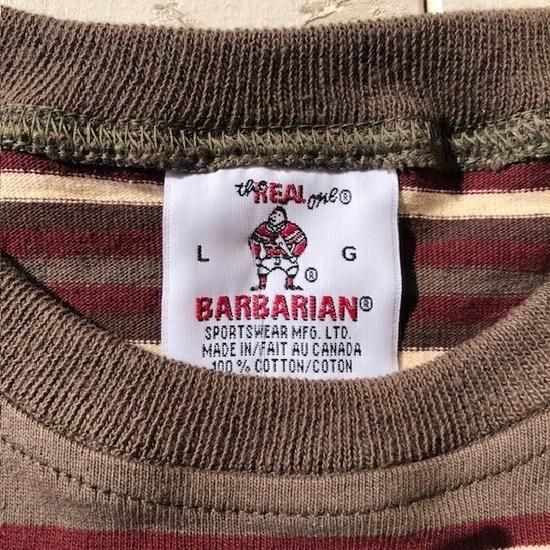 the REAL one®
L G
®
BARBARIAN®
SPORTSWEAR MFG. LTD.
MADE IN/FAIT AU CANADA
100% COTTON/COTON